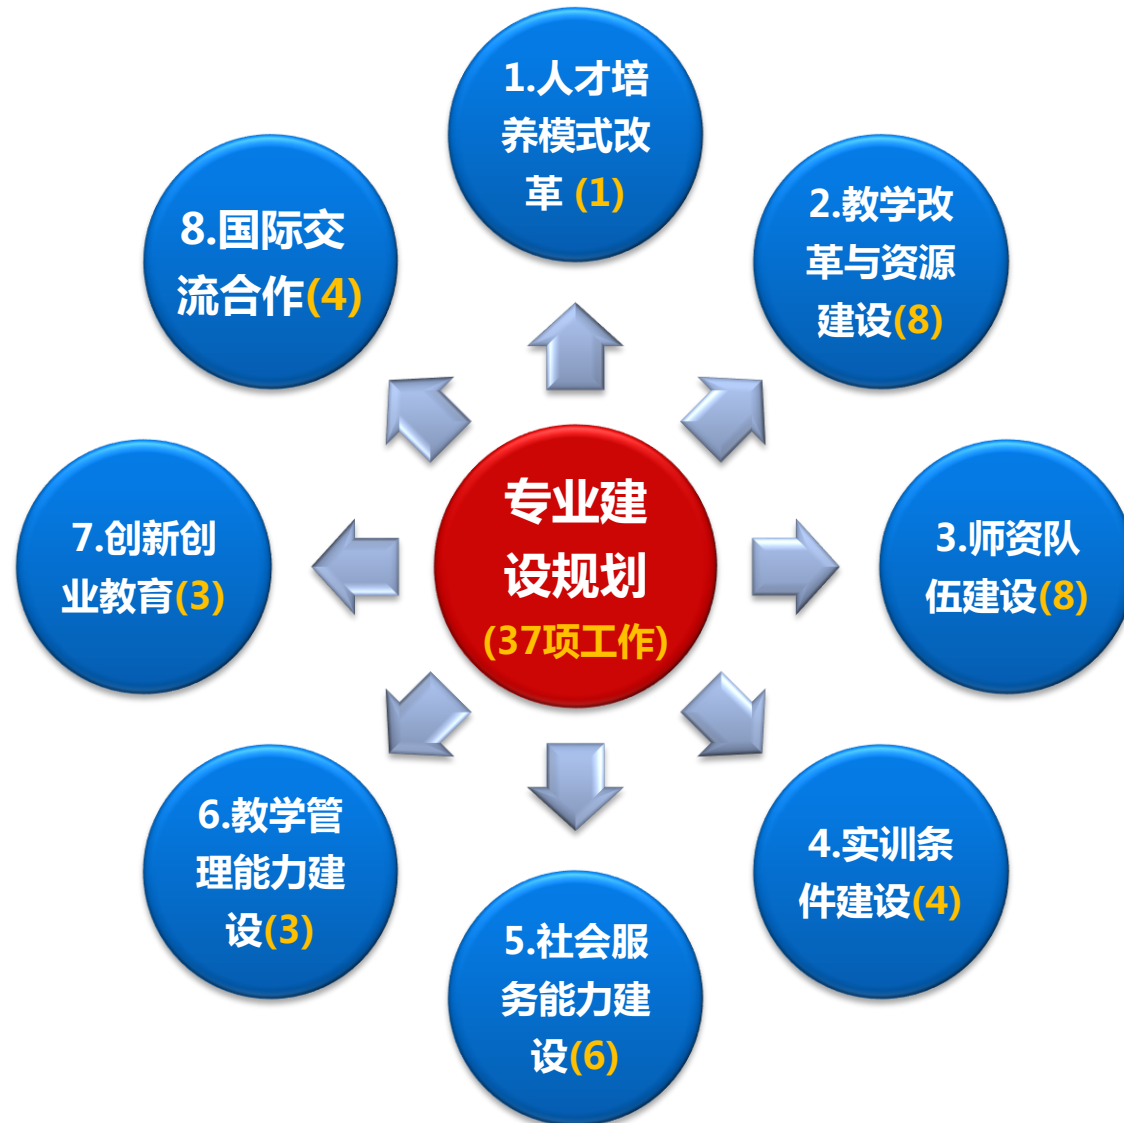 1.人才培
养模式改
革 (1)
2.教学改
革与资源
建设(8)
3.师资队
伍建设(8)
4.实训条
件建设(4)
5.社会服
务能力建
设(6)
6.教学管
理能力建
设(3)
7.创新创
业教育(3)
8.国际交
流合作(4)
专业建
设规划
(37项工作)